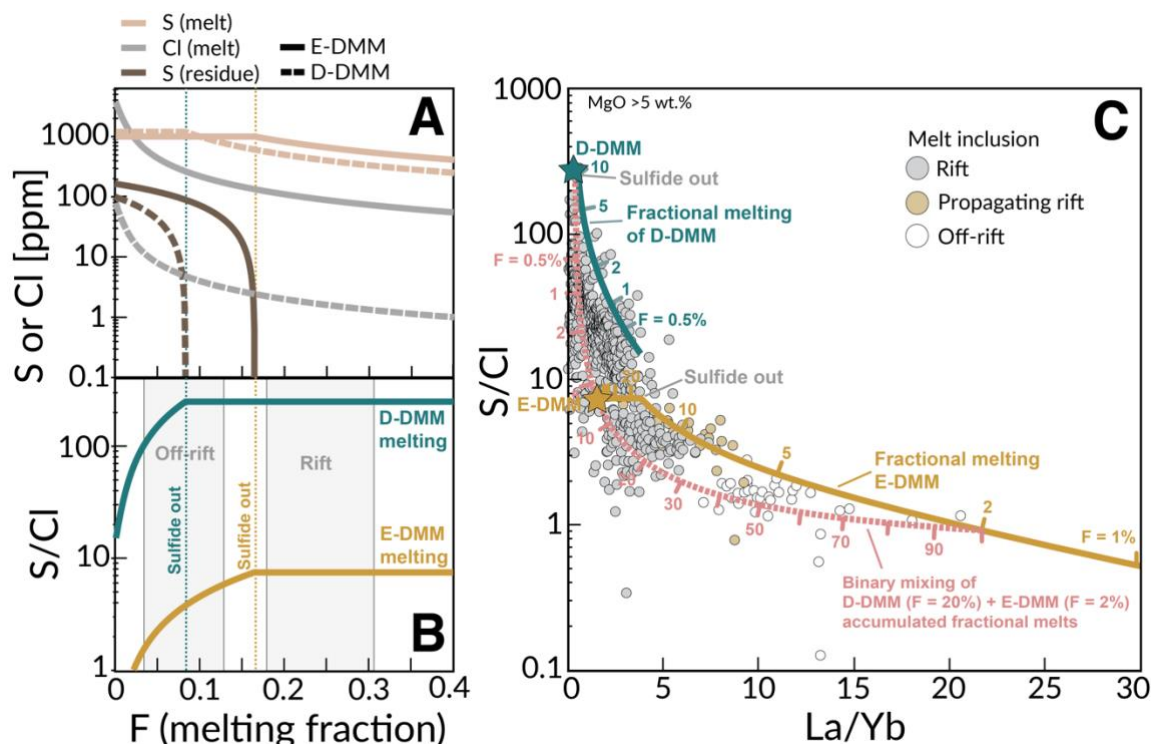 S (melt)
Cl (melt)
E-DMM
S (residue)
D-DMM
A
1000
100
10
1
0.1
S or Cl [ppm]
Off-rift
Rift
Sulfide out
Sulfide out
D-DMM
melting
E-DMM
melting
B
100
10
1
S/Cl
0
0.1
0.2
0.3
0.4
F (melting fraction)
C
MgO >5 wt.%
1000
100
10
1
0.1
S/Cl
Melt inclusion
Rift
Propagating rift
Off-rift
D-DMM
10
Sulfide out
5
Fractional melting
of D-DMM
2
1
F = 0.5%
F = 0.5%
1
2
E-DMM
Sulfide out
10
5
Fractional melting
E-DMM
2
F = 1%
10
20
30
50
70
90
Binary mixing of
D-DMM (F = 20%) + E-DMM (F = 2%)
accumulated fractional melts
0
5
10
15
20
25
30
La/Yb